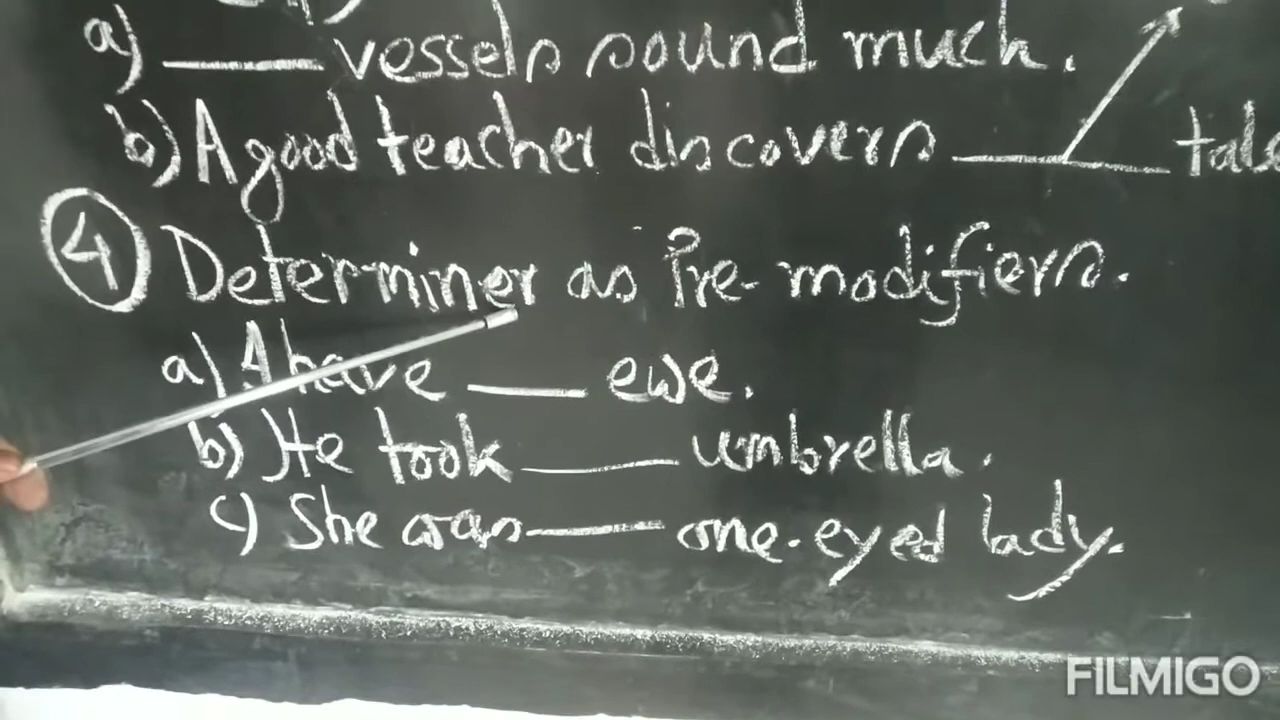 a) ____ vessels sound much.
b) A good teacher discovers ____
4 Determiner as Pre-modifiers.
a) I have ____ ewe.
b) He took ____ umbrella.
c) She was ____ one-eyed lady.
FILMIGO